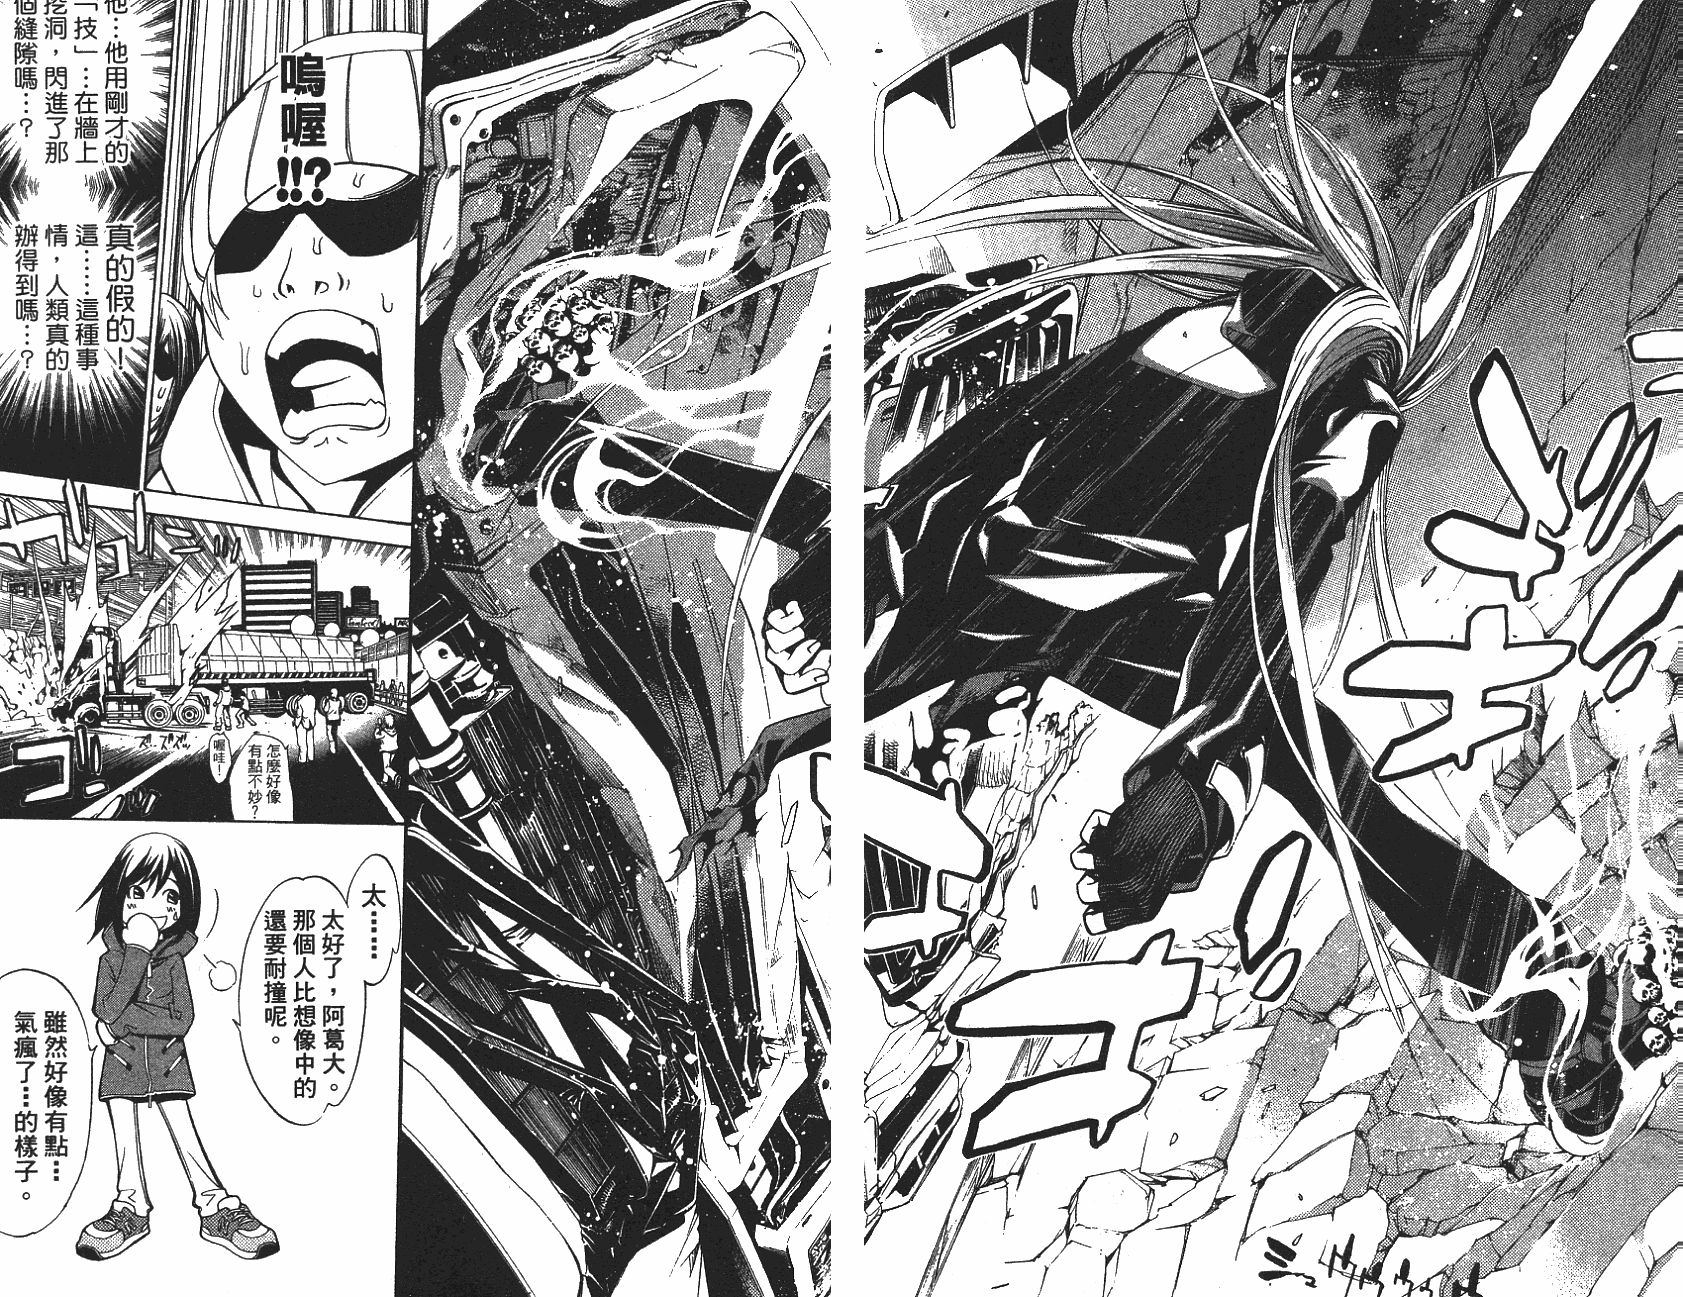 嗚
喔
!!?
他…他用剛才的
「技」…在牆上
挖洞，閃進了那
個縫隙嗎…？
真的假的！
這……這種事
情，人類真的
辦得到嗎…？
怎麼好像
有點不妙?
喔哇！
太……
太好了，阿葛大。
那個人比想像中的
還要耐撞呢。
雖然好像有點…
氣瘋了…的樣子。